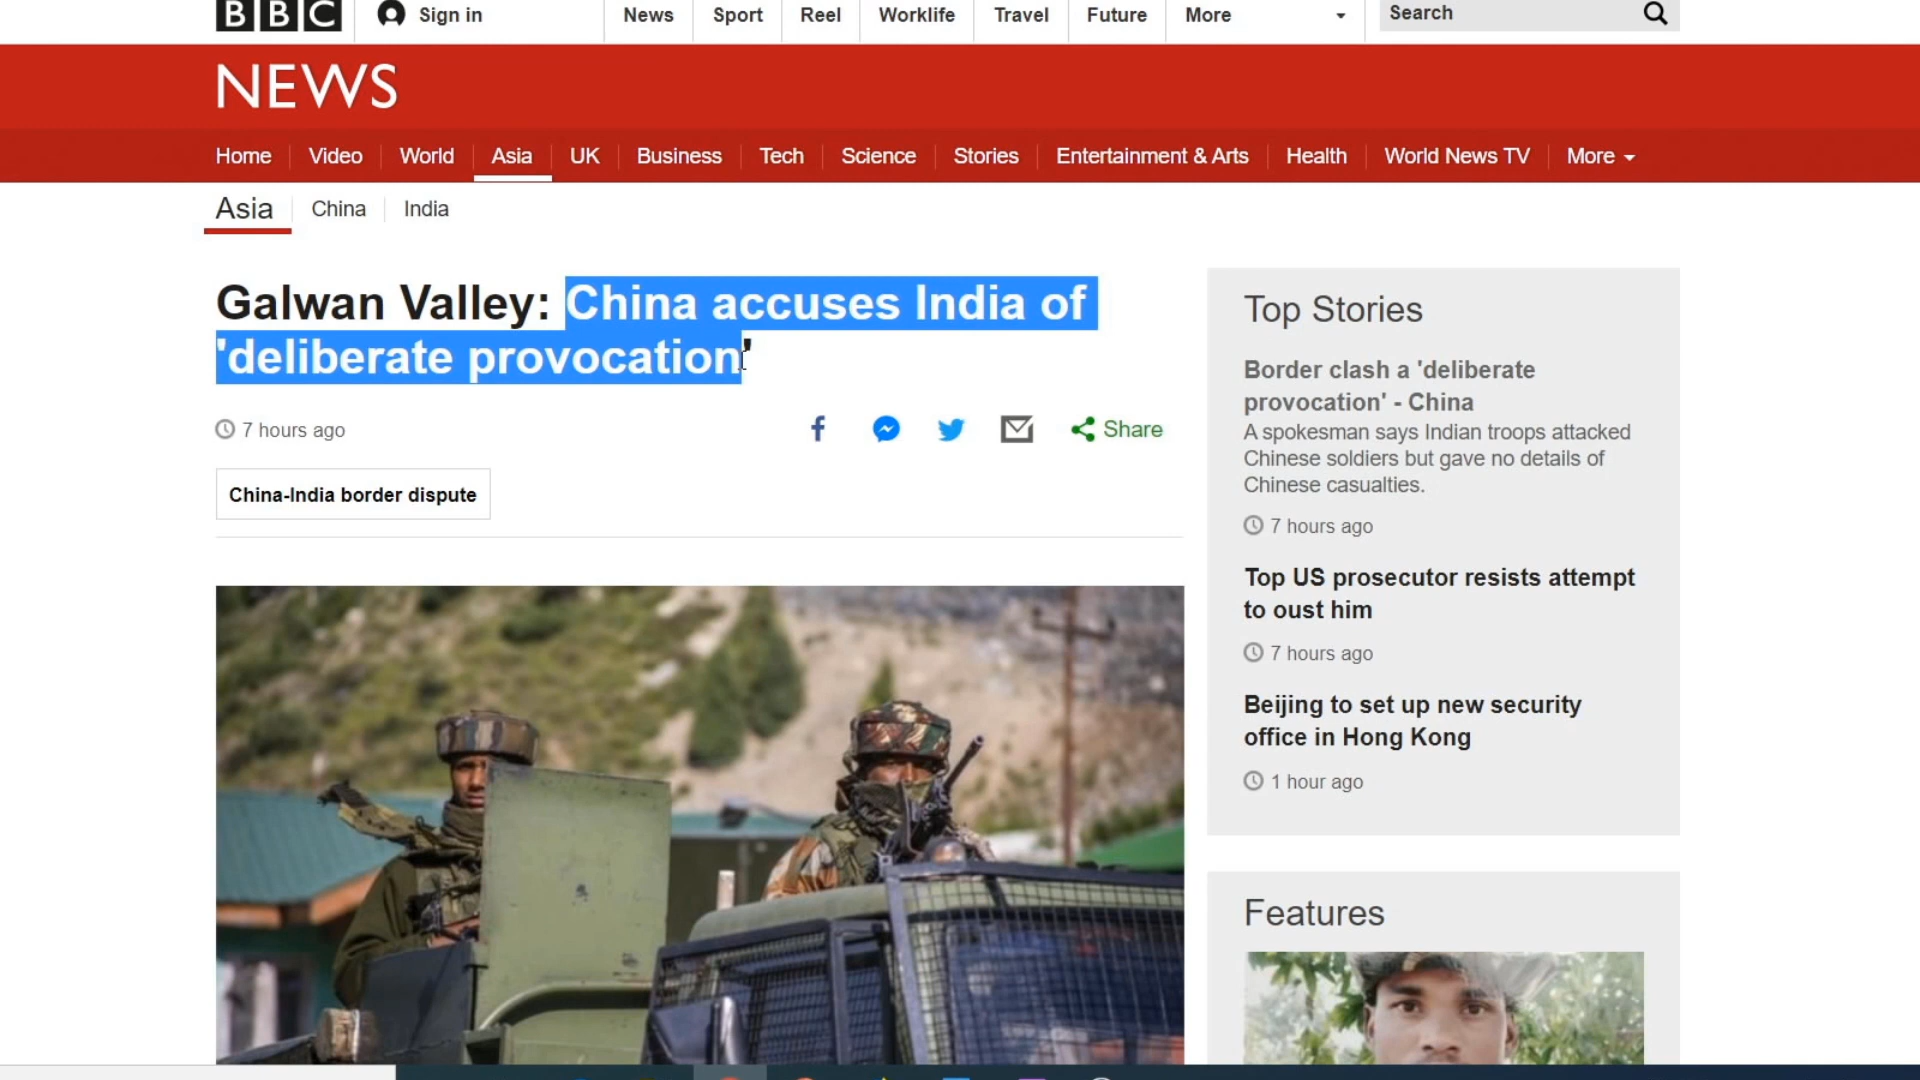 BBC
Sign in
News
Sport
Reel
Worklife
Travel
Future
More
Search
NEWS
Home
Video
World
Asia
UK
Business
Tech
Science
Stories
Entertainment & Arts
Health
World News TV
More
Asia
China
India
Galwan Valley: China accuses India of
'deliberate provocation'
7 hours ago
Share
China-India border dispute
Top Stories
Border clash a 'deliberate
provocation' - China
A spokesman says Indian troops attacked
Chinese soldiers but gave no details of
Chinese casualties.
7 hours ago
Top US prosecutor resists attempt
to oust him
7 hours ago
Beijing to set up new security
office in Hong Kong
1 hour ago
Features